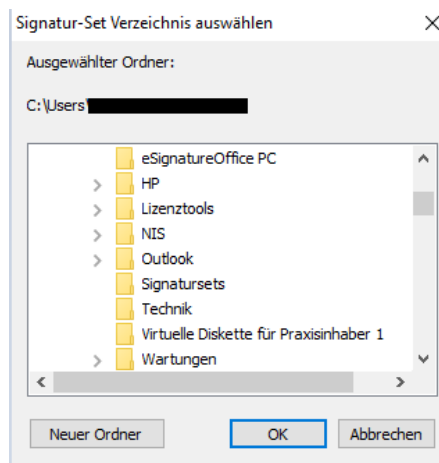 Signatur-Set Verzeichnis auswählen
Ausgewählter Ordner:
C:\Users\
eSignatureOffice PC
HP
Lizenztools
NIS
Outlook
Signatursets
Technik
Virtuelle Diskette für Praxisinhaber 1
Wartungen
Neuer Ordner OK Abbrechen